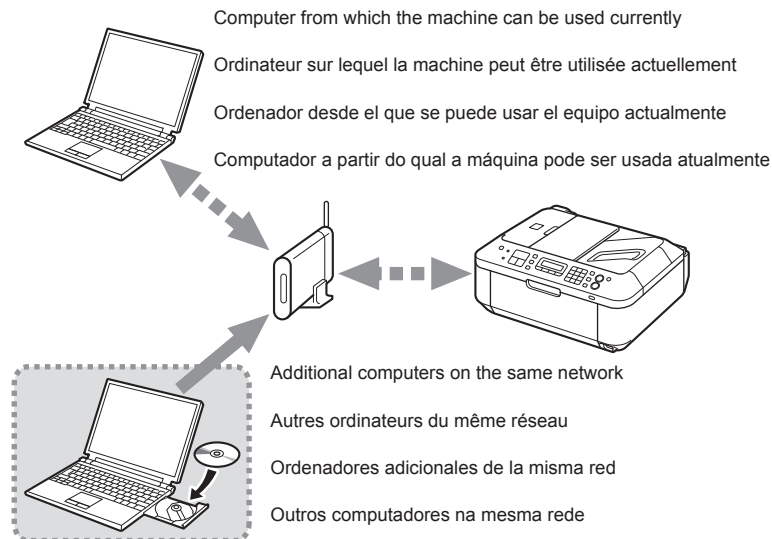 Computer from which the machine can be used currently
Ordinateur sur lequel la machine peut être utilisée actuellement
Ordenador desde el que se puede usar el equipo actualmente
Computador a partir do qual a máquina pode ser usada atualmente
Additional computers on the same network
Autres ordinateurs du même réseau
Ordenadores adicionales de la misma red
Outros computadores na mesma rede